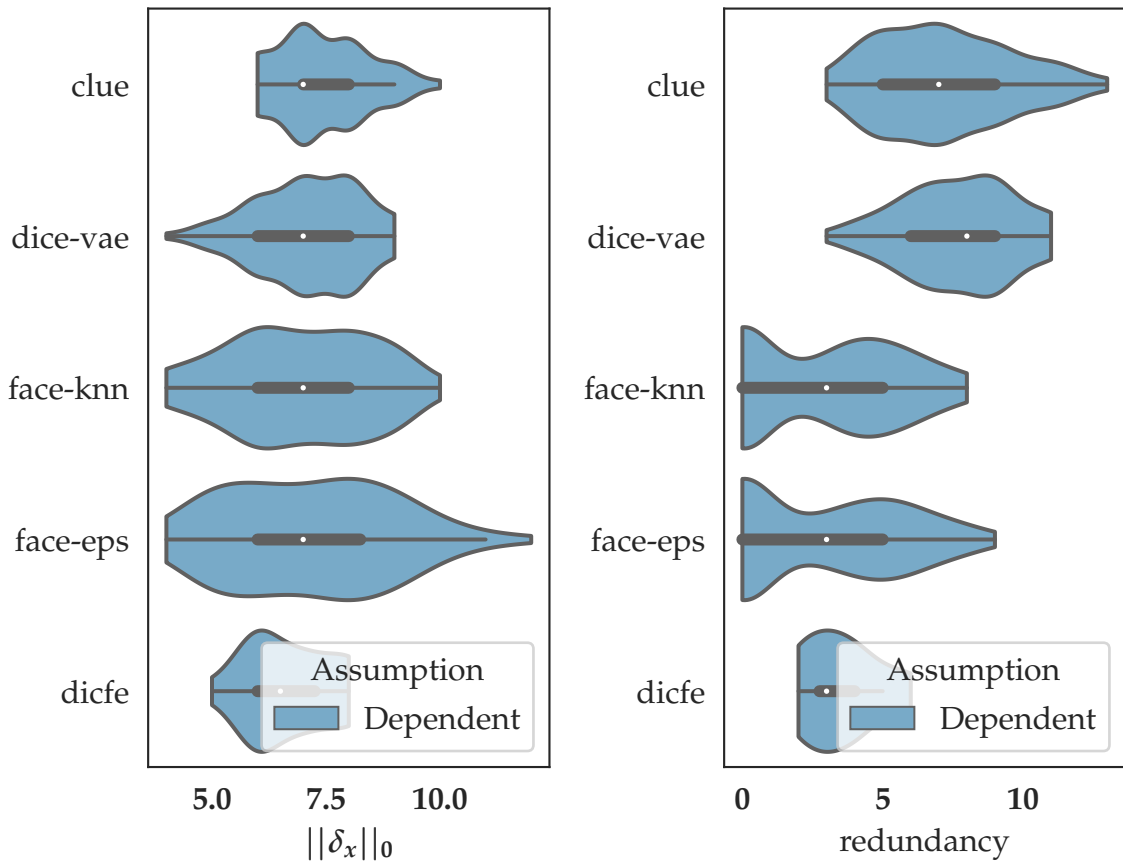 clue
dice-vae
face-knn
face-eps
dicfe
Assumption
Dependent
5.0 7.5 10.0
||δₓ||₀
clue
dice-vae
face-knn
face-eps
dicfe
Assumption
Dependent
0 5 10
redundancy